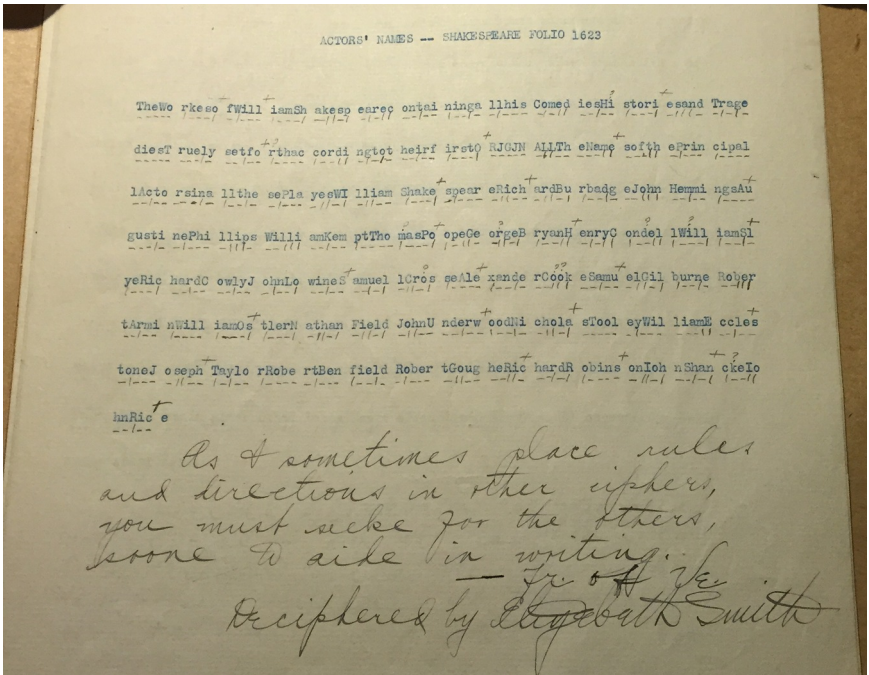 ACTORS' NAMES -- SHAKESPEARE FOLIO 1623
TheWo rkeso fWill iamSh akesp earec ontai ninga llhis Comed iesHi stori esand Trage
diesT ruely setfo rthac cordi ngtot heirf irstO RJGJN ALLTh eName softh ePrin cipal
lActo rsina llthe sePla yesWI lliam Shake spear eRich ardBu rbadg eJohn Hemmi ngsAu
gusti nePhi llips Willi amKem ptTho masPo opeGe orgeB ryanH enryC ondel lWill iamSl
yeRic hardC owlyJ ohnLo wineS amuel lCros seAle xande rCook eSamu elGil burne Rober
tArmi nWill iamOs tlerN athan Field JohnU nderw oodNi chola sTool eyWil liamE ccles
toneJ oseph Taylo rRobe rtBen field Rober tGoug heRic hardR obins onIoh nShan ckeIo
hnRic e
As I sometimes place rules
and directions in other ciphers,
you must seeke for the others,
soone to aide in writing.
— Fr. of Ve.
Deciphered by Elizebeth Smith